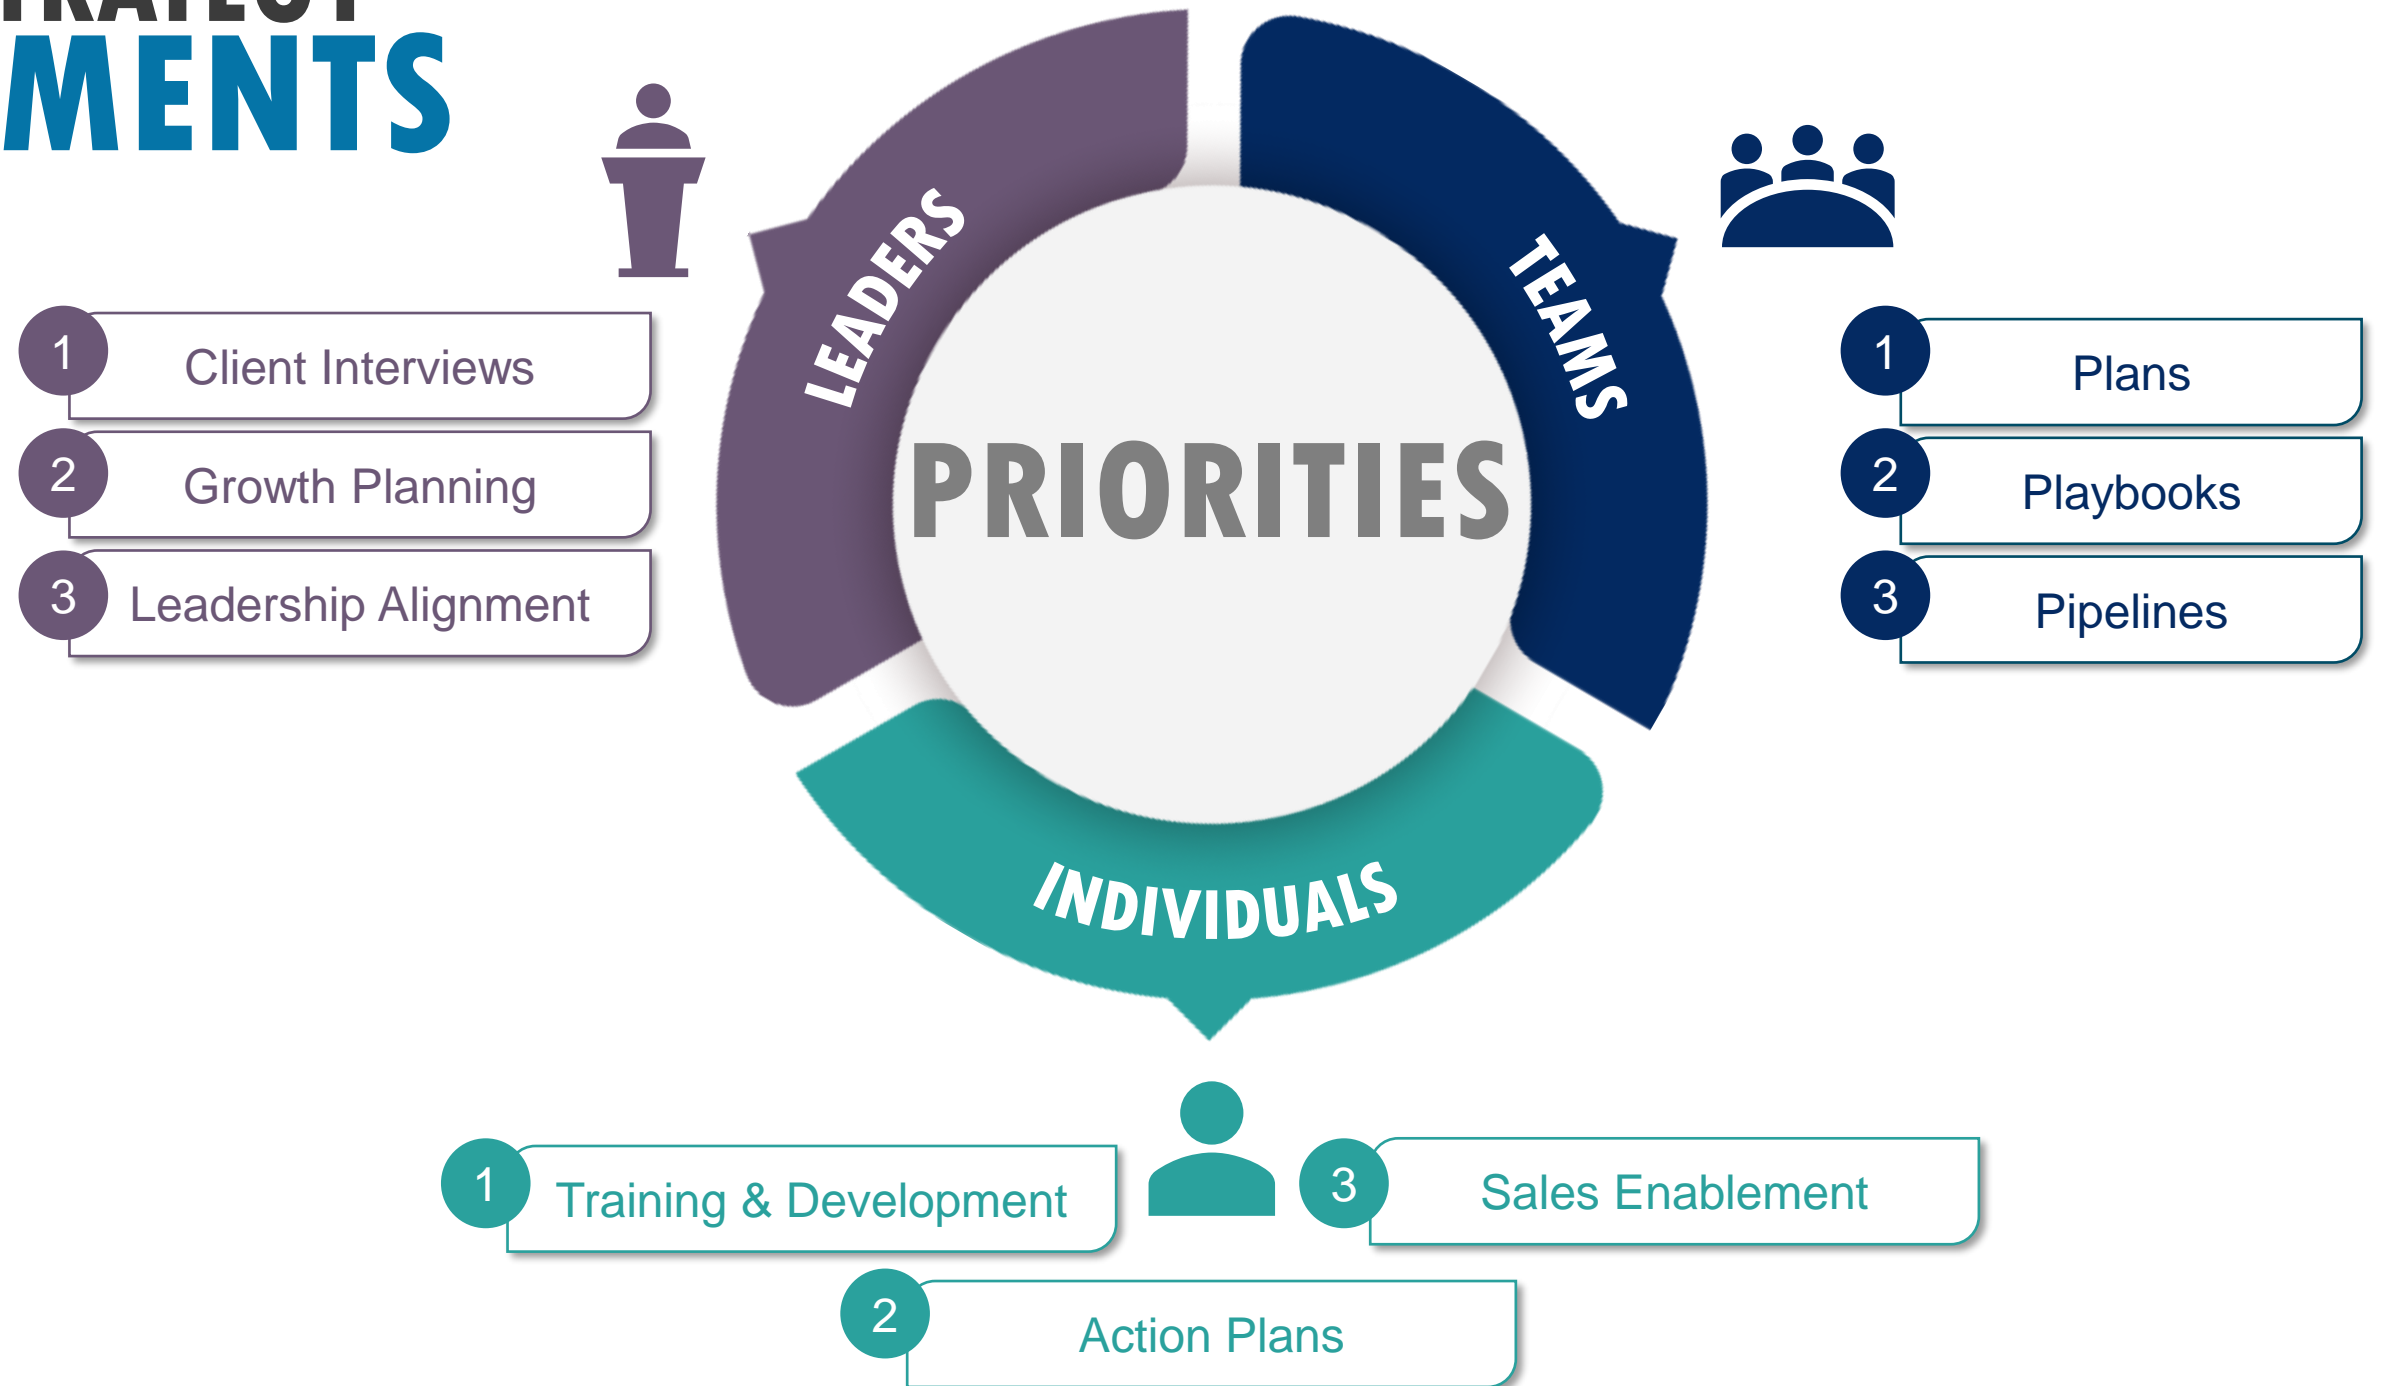 MENTS
LEADERS
TEAMS
PRIORITIES
INDIVIDUALS
1
Client Interviews
2
Growth Planning
3
Leadership Alignment
1
Plans
2
Playbooks
3
Pipelines
1
Training & Development
3
Sales Enablement
2
Action Plans